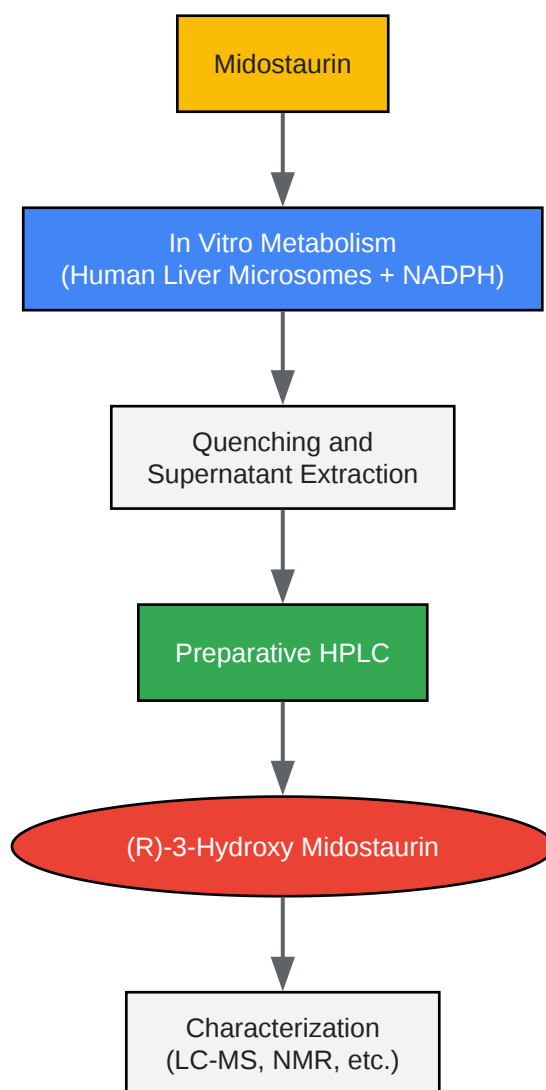 Midostaurin
In Vitro Metabolism
(Human Liver Microsomes + NADPH)
Quenching and
Supernatant Extraction
Preparative HPLC
(R)-3-Hydroxy Midostaurin
Characterization
(LC-MS, NMR, etc.)